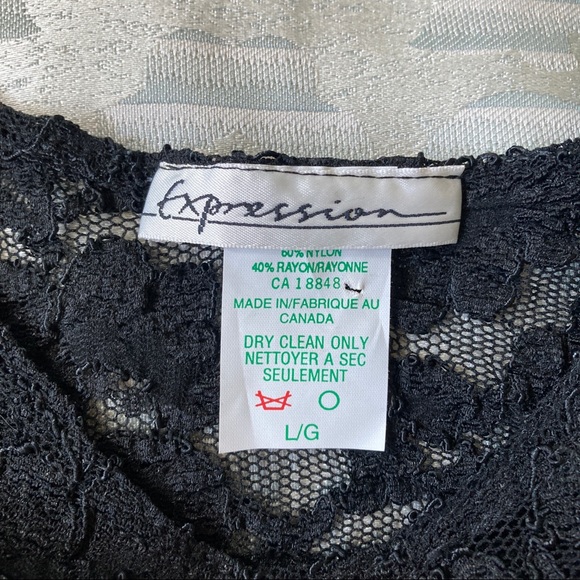 Expression
60% NYLON
40% RAYON/RAYONNE
CA 18848
MADE IN/FABRIQUE AU
CANADA
DRY CLEAN ONLY
NETTOYER A SEC
SEULEMENT
L/G